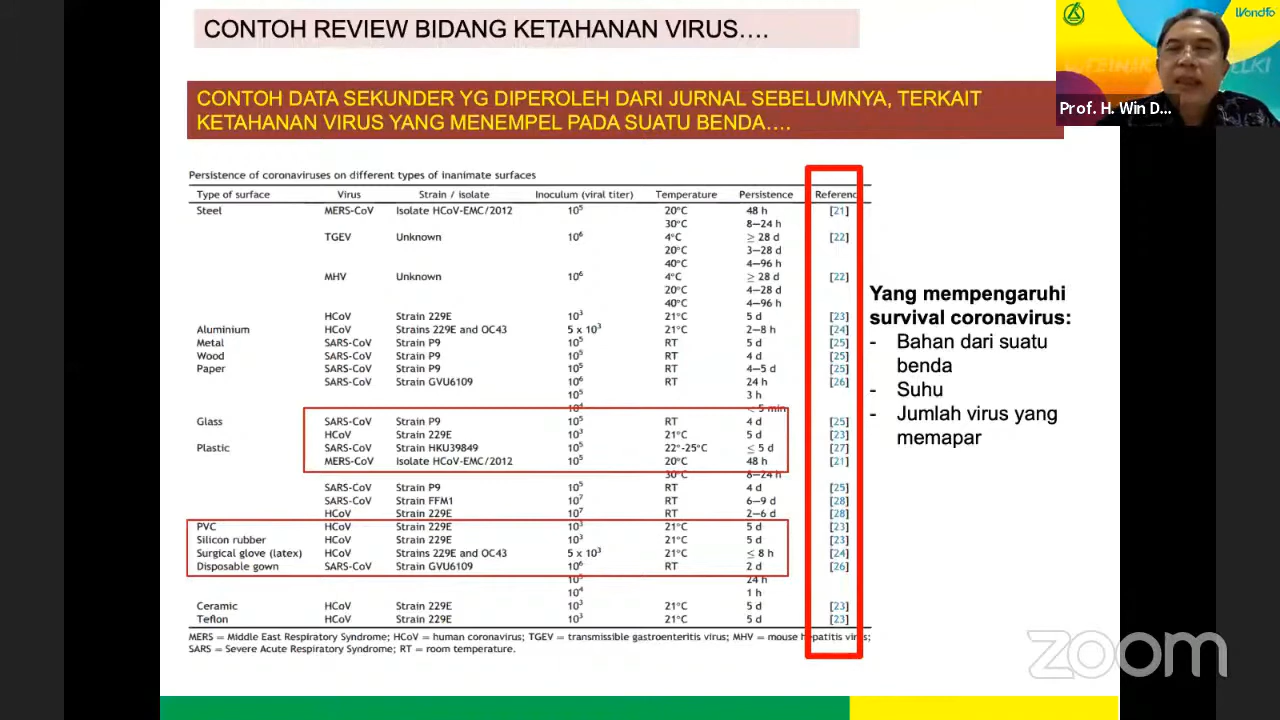 CONTOH REVIEW BIDANG KETAHANAN VIRUS....
Wondfo
CONTOH DATA SEKUNDER YG DIPEROLEH DARI JURNAL SEBELUMNYA, TERKAIT
KETAHANAN VIRUS YANG MENEMPEL PADA SUATU BENDA....
Prof. H. Win D...
Persistence of coronaviruses on different types of inanimate surfaces
Type of surface Virus Strain / isolate Inoculum (viral titer) Temperature Persistence Reference
Steel MERS-CoV Isolate HCoV-EMC/2012 10⁵ 20°C 48 h [21]
30°C 8–24 h
TGEV Unknown 10⁶ 4°C ≥ 28 d [22]
20°C 3–28 d
40°C 4–96 h
MHV Unknown 10⁶ 4°C ≥ 28 d [22]
20°C 4–28 d
40°C 4–96 h
HCoV Strain 229E 10³ 21°C 5 d [23]
Aluminium HCoV Strains 229E and OC43 5 x 10³ 21°C 2–8 h [24]
Metal SARS-CoV Strain P9 10⁵ RT 5 d [25]
Wood SARS-CoV Strain P9 10⁵ RT 4 d [25]
Paper SARS-CoV Strain P9 10⁵ RT 4–5 d [25]
SARS-CoV Strain GVU6109 10⁶ RT 24 h [26]
10⁵ 3 h
10⁴ < 5 min
Glass SARS-CoV Strain P9 10⁵ RT 4 d [25]
HCoV Strain 229E 10³ 21°C 5 d [23]
Plastic SARS-CoV Strain HKU39849 10⁵ 22°-25°C ≤ 5 d [27]
MERS-CoV Isolate HCoV-EMC/2012 10⁵ 20°C 48 h [21]
30°C 8–24 h
SARS-CoV Strain P9 10⁵ RT 4 d [25]
SARS-CoV Strain FFM1 10⁷ RT 6–9 d [28]
HCoV Strain 229E 10⁷ RT 2–6 d [28]
PVC HCoV Strain 229E 10³ 21°C 5 d [23]
Silicon rubber HCoV Strain 229E 10³ 21°C 5 d [23]
Surgical glove (latex) HCoV Strains 229E and OC43 5 x 10³ 21°C ≤ 8 h [24]
Disposable gown SARS-CoV Strain GVU6109 10⁶ RT 2 d [26]
10⁵ 24 h
10⁴ 1 h
Ceramic HCoV Strain 229E 10³ 21°C 5 d [23]
Teflon HCoV Strain 229E 10³ 21°C 5 d [23]
MERS = Middle East Respiratory Syndrome; HCoV = human coronavirus; TGEV = transmissible gastroenteritis virus; MHV = mouse hepatitis virus;
SARS = Severe Acute Respiratory Syndrome; RT = room temperature.
Yang mempengaruhi
survival coronavirus:
- Bahan dari suatu
benda
- Suhu
- Jumlah virus yang
memapar
zoom